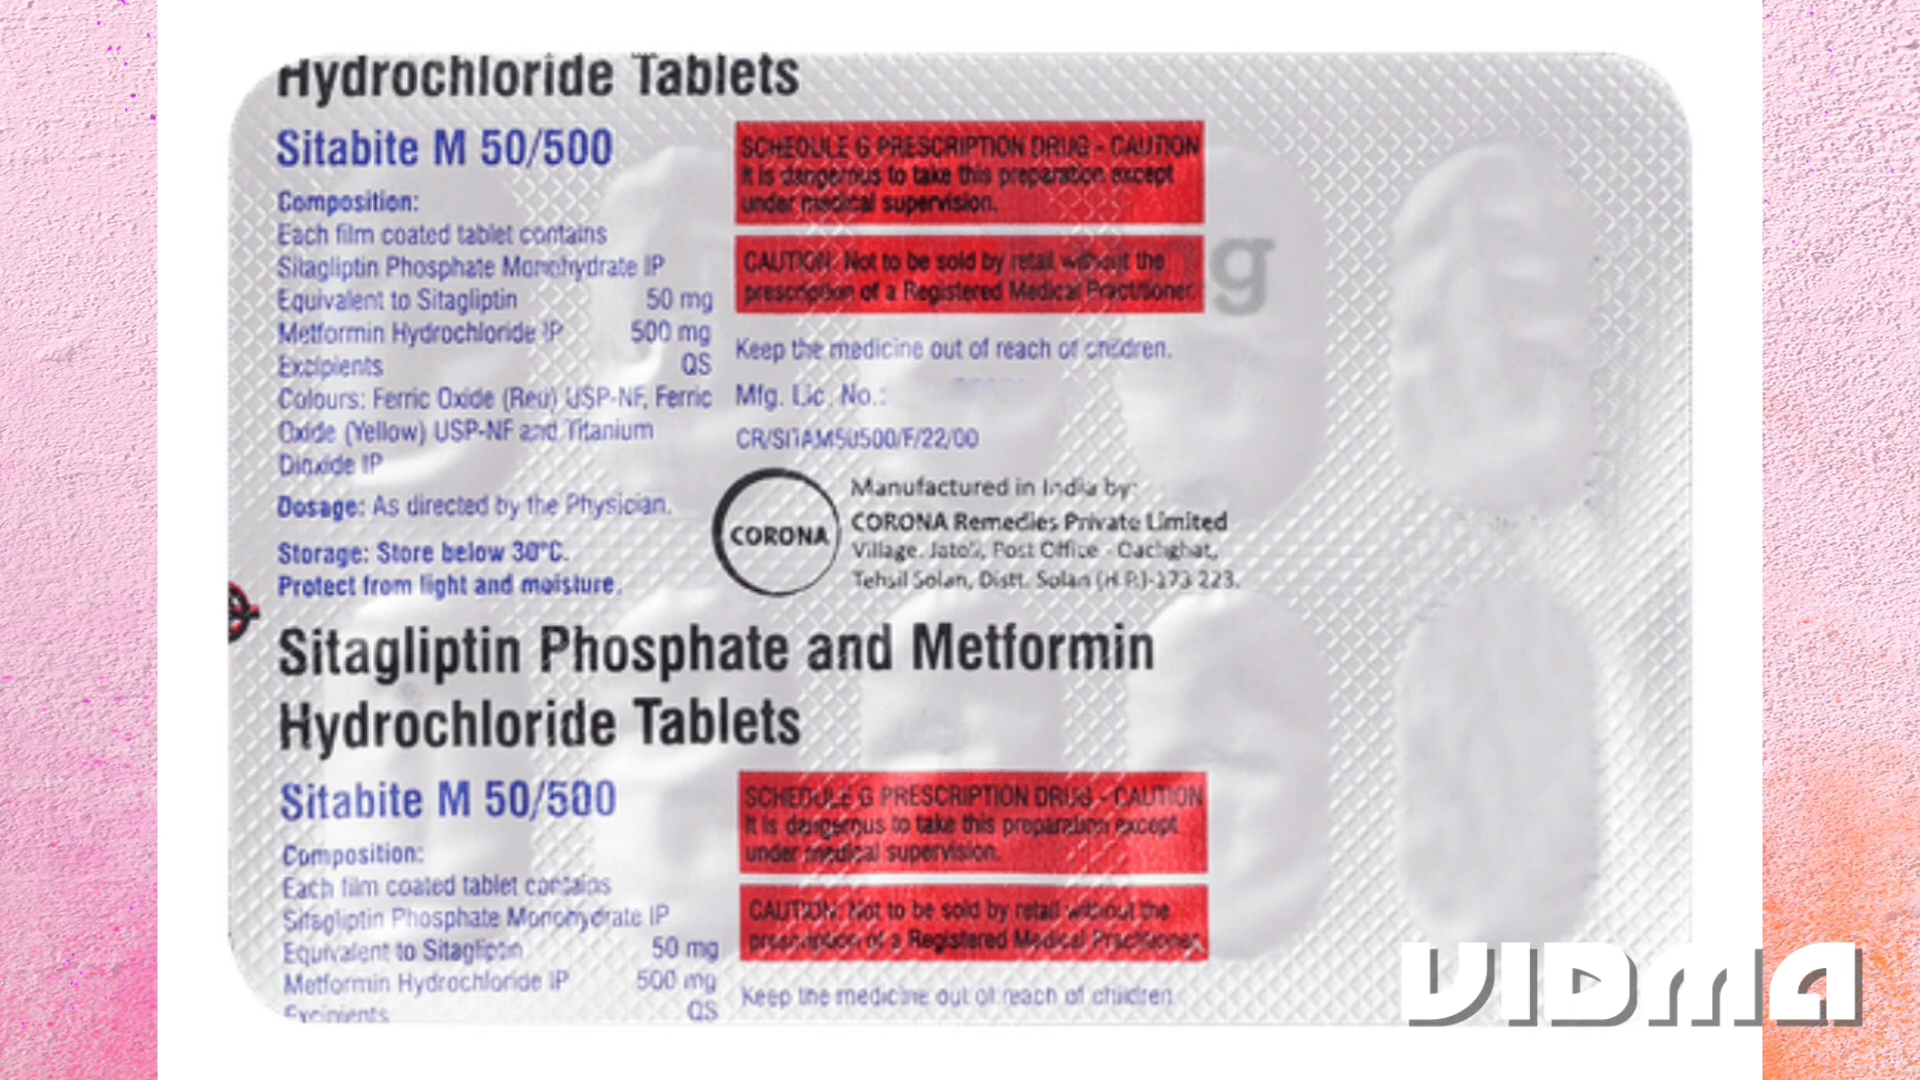 Hydrochloride Tablets
Sitabite M 50/500
Composition:
Each film coated tablet contains
Sitagliptin Phosphate Monohydrate IP
Equivalent to Sitagliptin 50 mg
Metformin Hydrochloride IP 500 mg
Excipients QS
Colours: Ferric Oxide (Red) USP-NF, Ferric
Oxide (Yellow) USP-NF and Titanium
Dioxide IP
Dosage: As directed by the Physician.
Storage: Store below 30°C.
Protect from light and moisture.
SCHEDULE G PRESCRIPTION DRUG - CAUTION
It is dangerous to take this preparation except
under medical supervision.
CAUTION: Not to be sold by retail without the
prescription of a Registered Medical Practitioner.
g
Keep the medicine out of reach of children.
Mfg. Lic. No.:
CR/SITAM50500/F/22/00
CORONA
Manufactured in India by:
CORONA Remedies Private Limited
Village. Jatoli, Post Office - Oachghat,
Tehsil Solan, Distt. Solan (H.P.)-173 223.
Sitagliptin Phosphate and Metformin
Hydrochloride Tablets
Sitabite M 50/500
Composition:
Each film coated tablet contains
Sitagliptin Phosphate Monohydrate IP
Equivalent to Sitagliptin 50 mg
Metformin Hydrochloride IP 500 mg
Excipients QS
SCHEDULE G PRESCRIPTION DRUG - CAUTION
It is dangerous to take this preparation except
under medical supervision.
CAUTION: Not to be sold by retail without the
prescription of a Registered Medical Practitioner.
Keep the medicine out of reach of children.
VIDMA